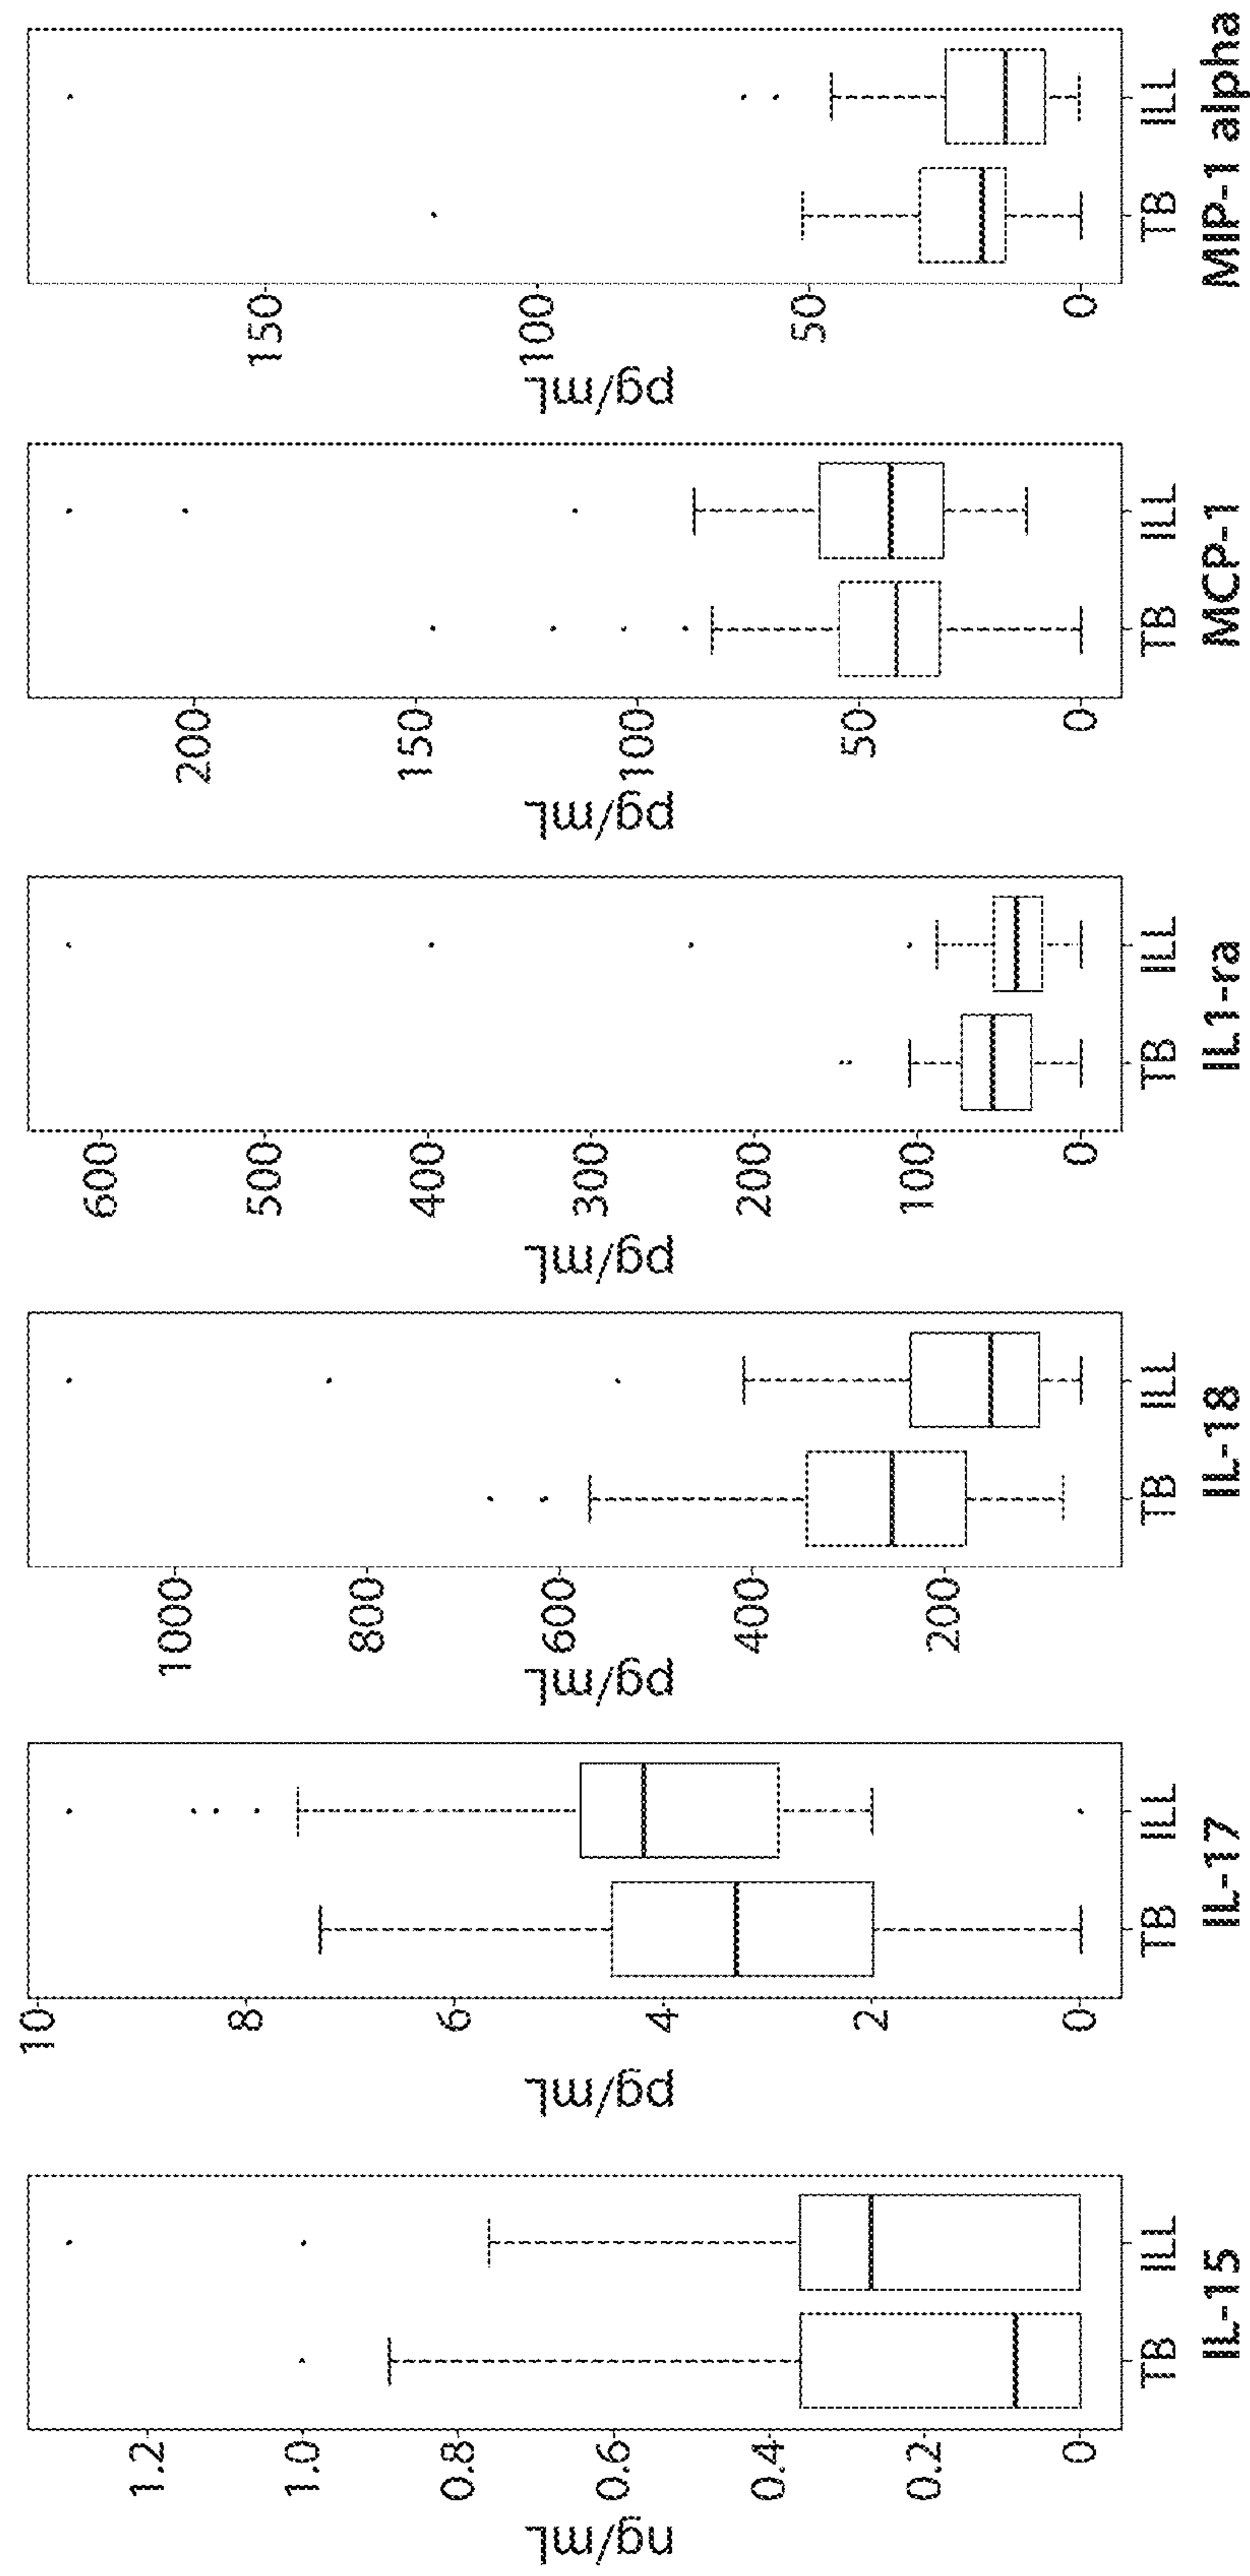 ng/mL
1.2
1.0
0.8
0.6
0.4
0.2
0
TB ILL
IL-15
pg/mL
10
8
6
4
2
0
TB ILL
IL-17
pg/mL
1000
800
600
400
200
TB ILL
IL-18
pg/mL
600
500
400
300
200
100
0
TB ILL
IL1-ra
pg/mL
200
150
100
50
0
TB ILL
MCP-1
pg/mL
150
100
50
0
TB ILL
MIP-1 alpha